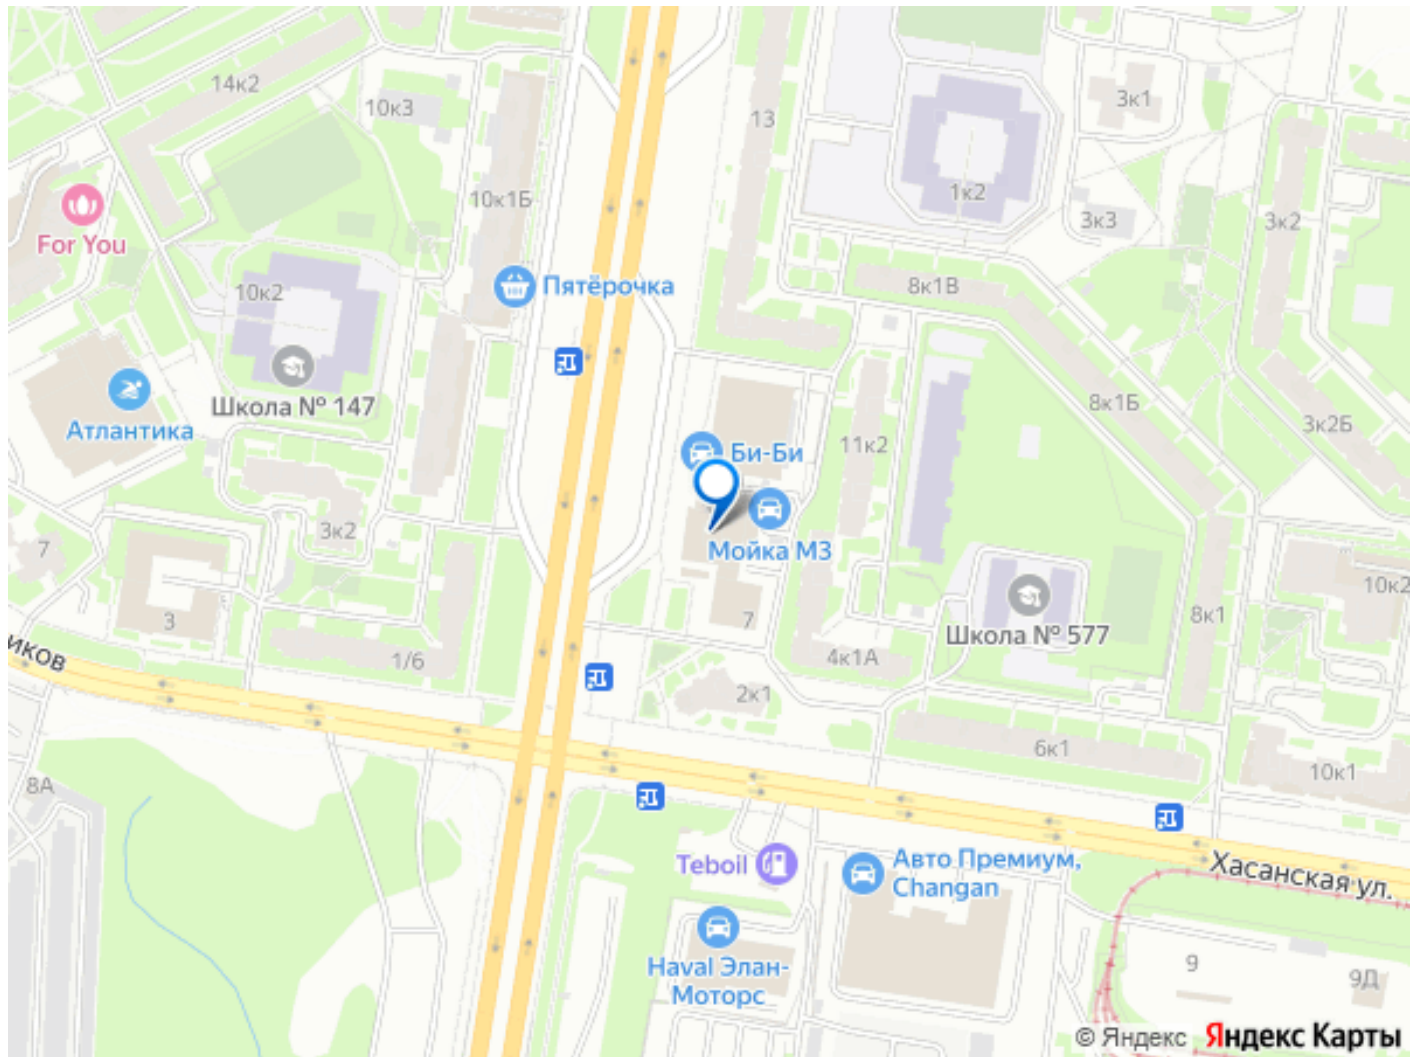 14к2
10к3
13
3к1
10к1Б
1к2
3к3
3к2
For You
10к2
Пятёрочка
8к1В
Школа № 147
Атлантика
8к1Б
3к2Б
11к2
Би-Би
3к2
7
Мойка М3
10к2
3
7
Школа № 577
8к1
1/6
4к1А
иков
2к1
6к1
10к1
8А
Teboil
Авто Премиум,
Changan
Хасанская ул.
Haval Элан-
Моторс
9
9Д
© Яндекс Яндекс Карты